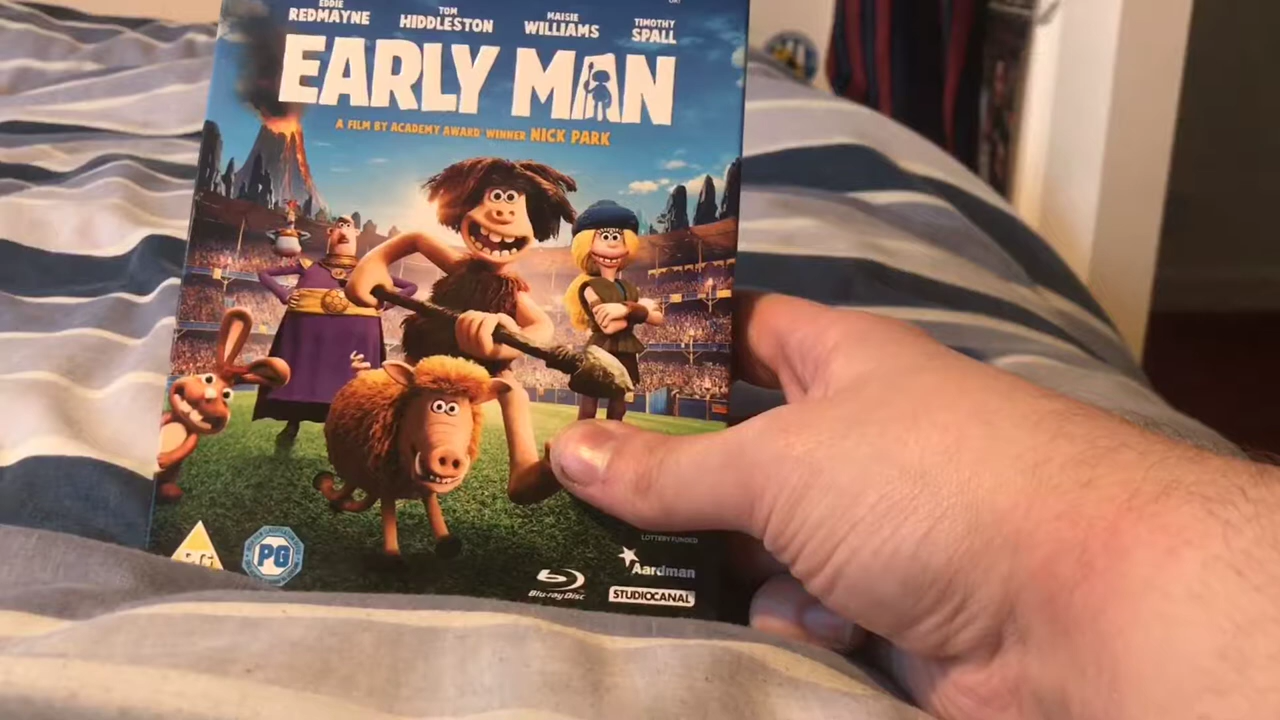 EDDIE REDMAYNE
TOM HIDDLESTON
MAISIE WILLIAMS
TIMOTHY SPALL
EARLY MAN
A FILM BY ACADEMY AWARD WINNER NICK PARK
LOTTERY FUNDED
PG
PG
Aardman
Blu-ray Disc
STUDIOCANAL